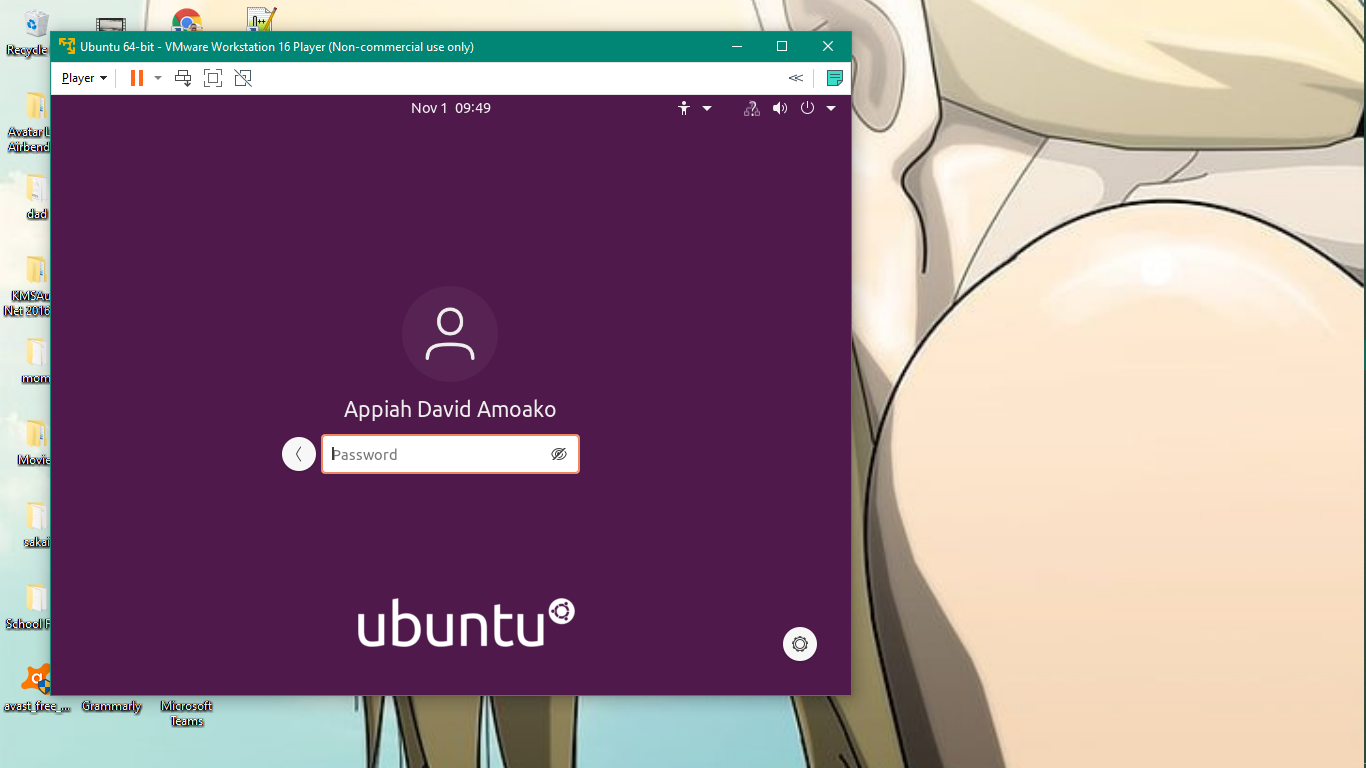 Recycle
Ubuntu 64-bit - VMware Workstation 16 Player (Non-commercial use only)
Player
Nov 1 09:49
Avatar L
Airbend
dad
KMSAu
Net 2016
Appiah David Amoako
mom
Password
Movie
sakai
ubuntu
School F
avast_free_...
Grammarly
Microsoft
Teams